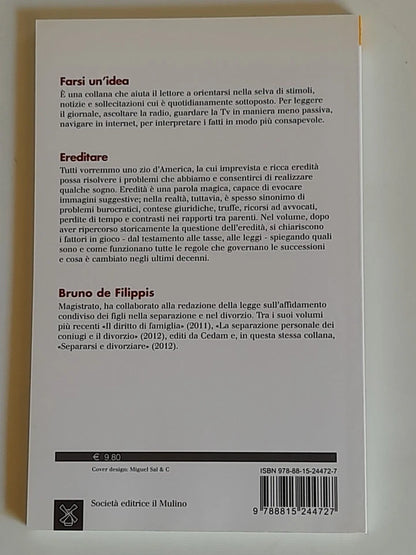 Farsi un'idea
È una collana che aiuta il lettore a orientarsi nella selva di stimoli,
notizie e sollecitazioni cui è quotidianamente sottoposto. Per leggere
il giornale, ascoltare la radio, guardare la Tv in maniera meno passiva,
navigare in internet, per interpretare i fatti in modo più consapevole.
Ereditare
Tutti vorremmo uno zio d'America, la cui imprevista e ricca eredità
possa risolvere i problemi che abbiamo e consentirci di realizzare
qualche sogno. Eredità è una parola magica, capace di evocare
immagini suggestive; nella realtà, tuttavia, è spesso sinonimo di
problemi burocratici, contese giuridiche, truffe, ricorsi ad avvocati,
perdite di tempo e contrasti nei rapporti tra parenti. Nel volume, dopo
aver ripercorso storicamente la questione dell'eredità, si chiariscono
i fattori in gioco - dal testamento alle tasse, alle leggi - spiegando quali
sono e come funzionano tutte le regole che governano le successioni
e cosa è cambiato negli ultimi decenni.
Bruno de Filippis
Magistrato, ha collaborato alla redazione della legge sull'affidamento
condiviso dei figli nella separazione e nel divorzio. Tra i suoi volumi
più recenti «Il diritto di famiglia» (2011), «La separazione personale dei
coniugi e il divorzio» (2012), editi da Cedam e, in questa stessa collana,
«Separarsi e divorziare» (2012).
€ 9,80
Cover design: Miguel Sal & C
ISBN 978-88-15-24472-7
Società editrice il Mulino
9 788815 244727